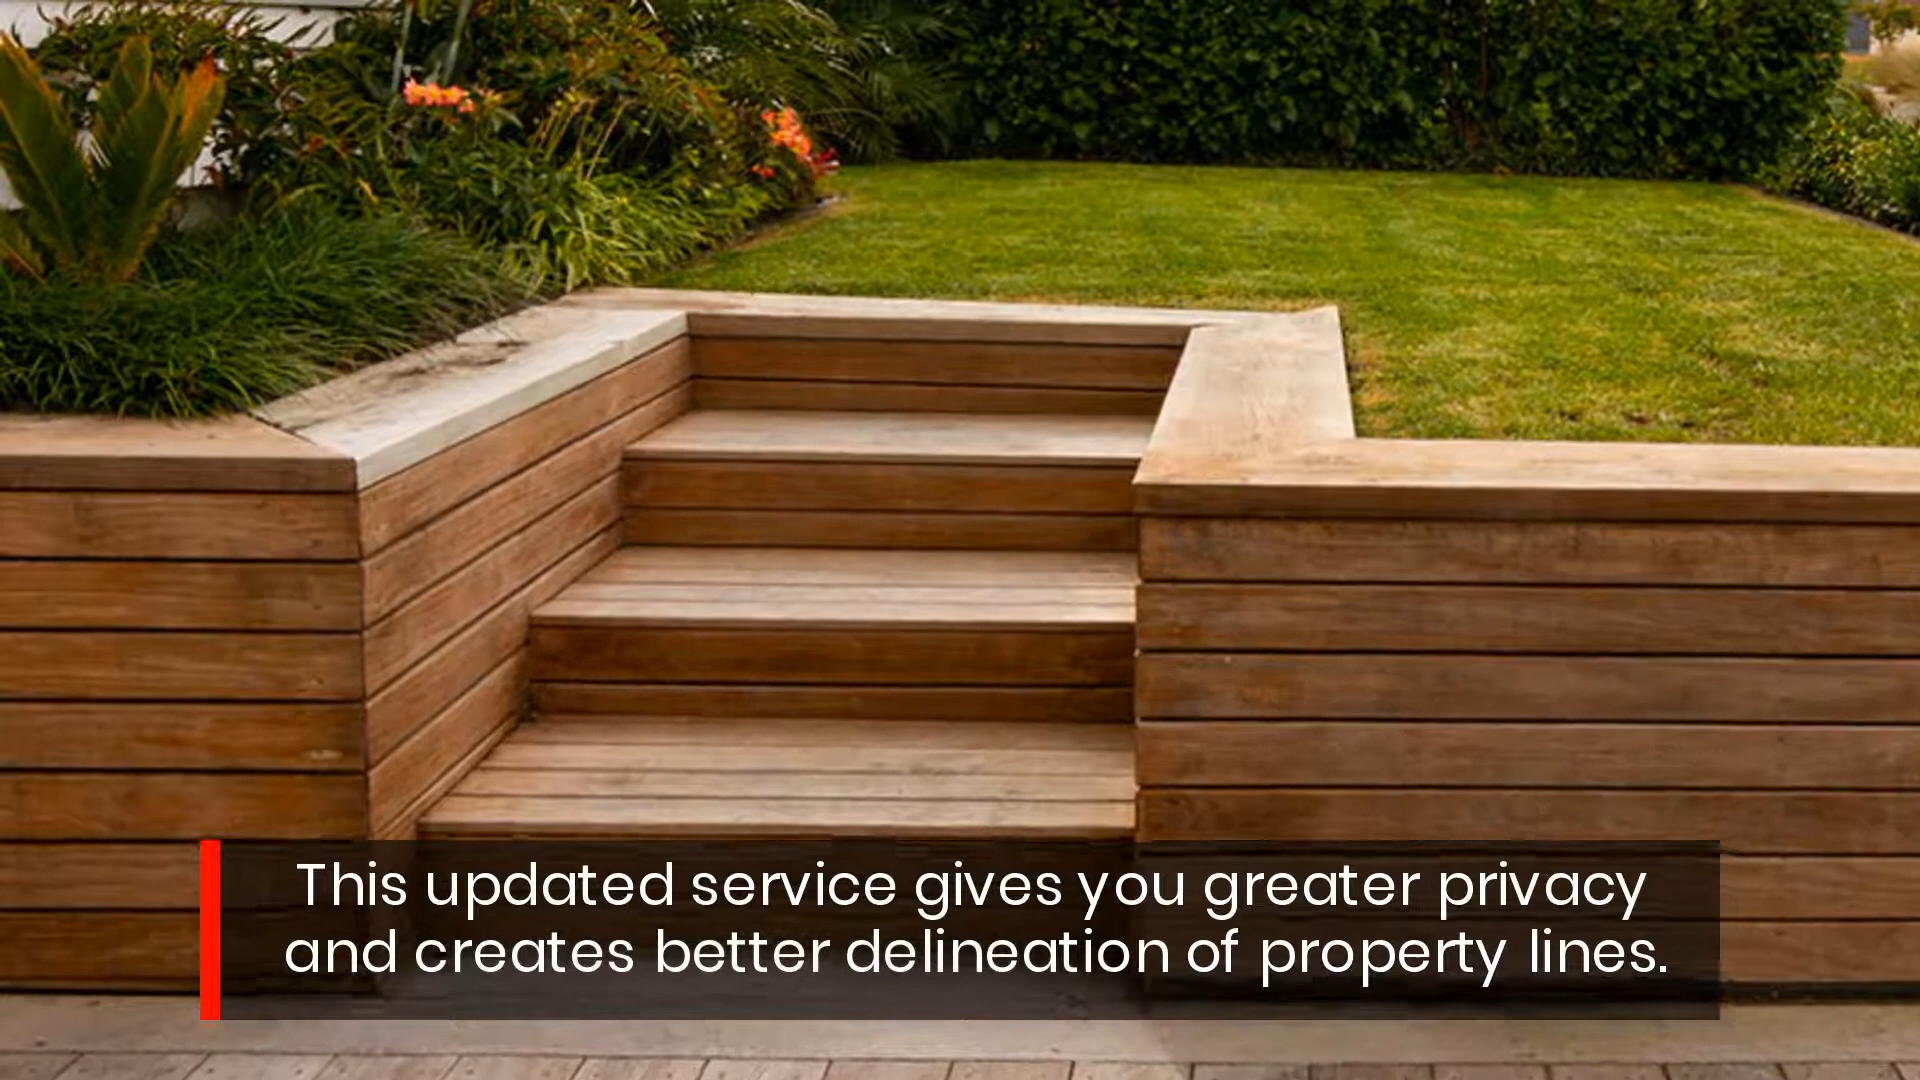 This updated service gives you greater privacy
and creates better delineation of property lines.